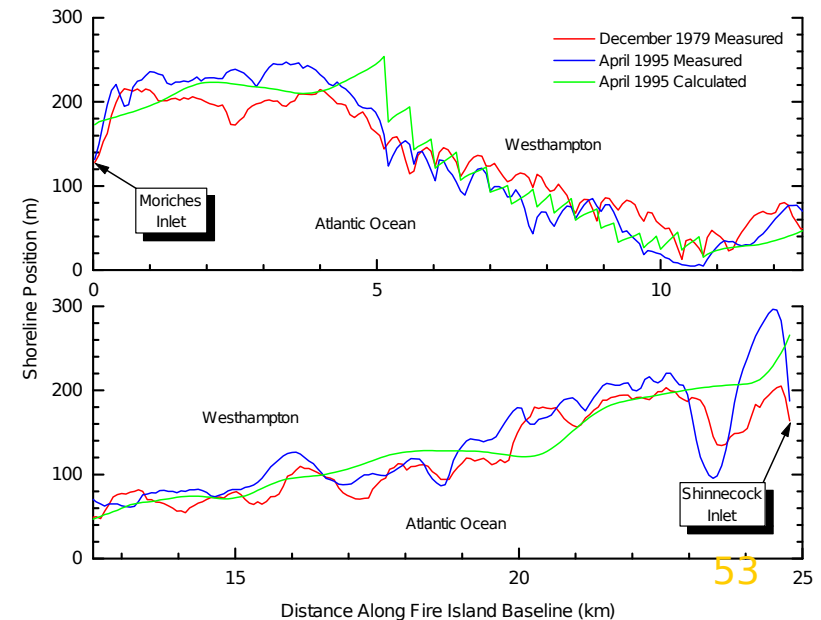 300
200
100
0
0
5
10
December 1979 Measured
April 1995 Measured
April 1995 Calculated
Westhampton
Moriches
Inlet
Atlantic Ocean
Shoreline Position (m)
300
200
100
0
15
20
25
Westhampton
Atlantic Ocean
Shinnecock
Inlet
53
Distance Along Fire Island Baseline (km)